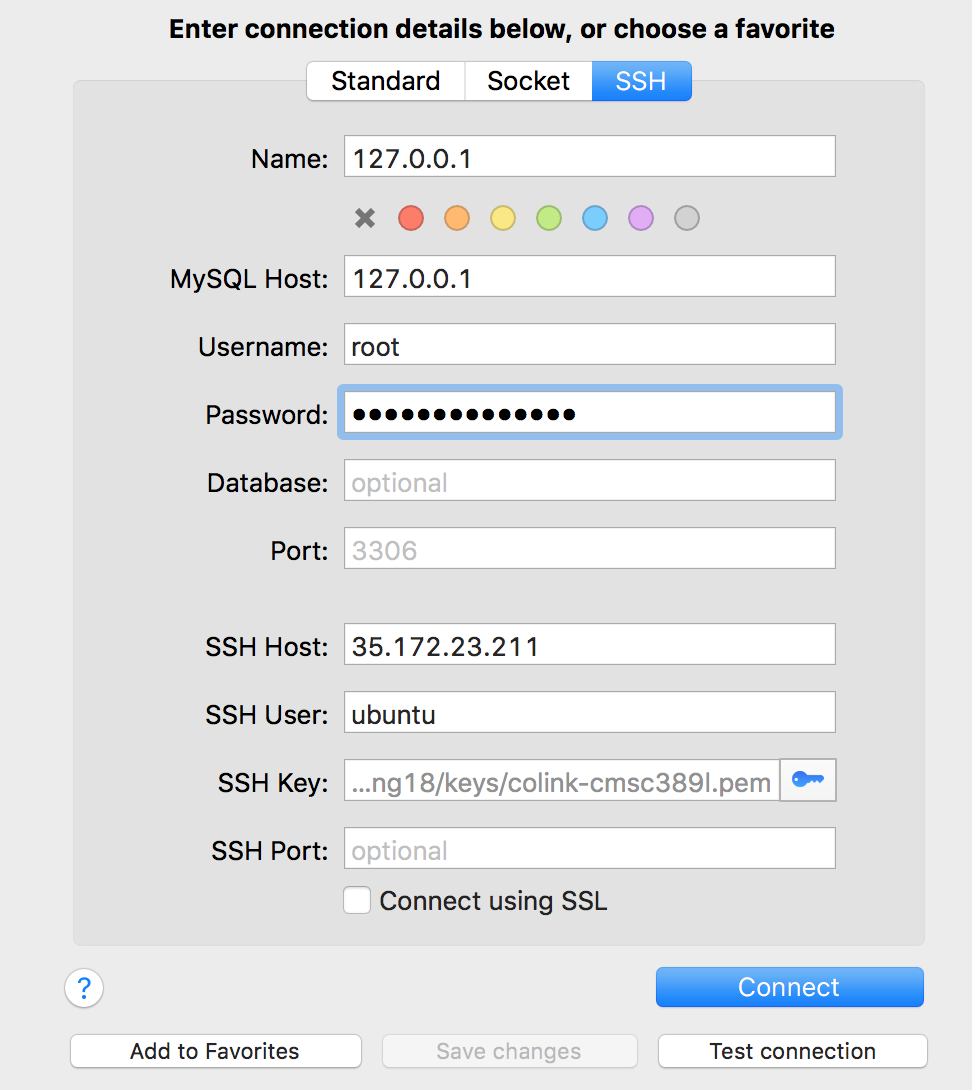 Enter connection details below, or choose a favorite
Standard Socket SSH
Name: 127.0.0.1
MySQL Host: 127.0.0.1
Username: root
Password: ••••••••••••••
Database: optional
Port: 3306
SSH Host: 35.172.23.211
SSH User: ubuntu
SSH Key: ...ng18/keys/colink-cmsc389l.pem
SSH Port: optional
Connect using SSL
? Connect
Add to Favorites Save changes Test connection